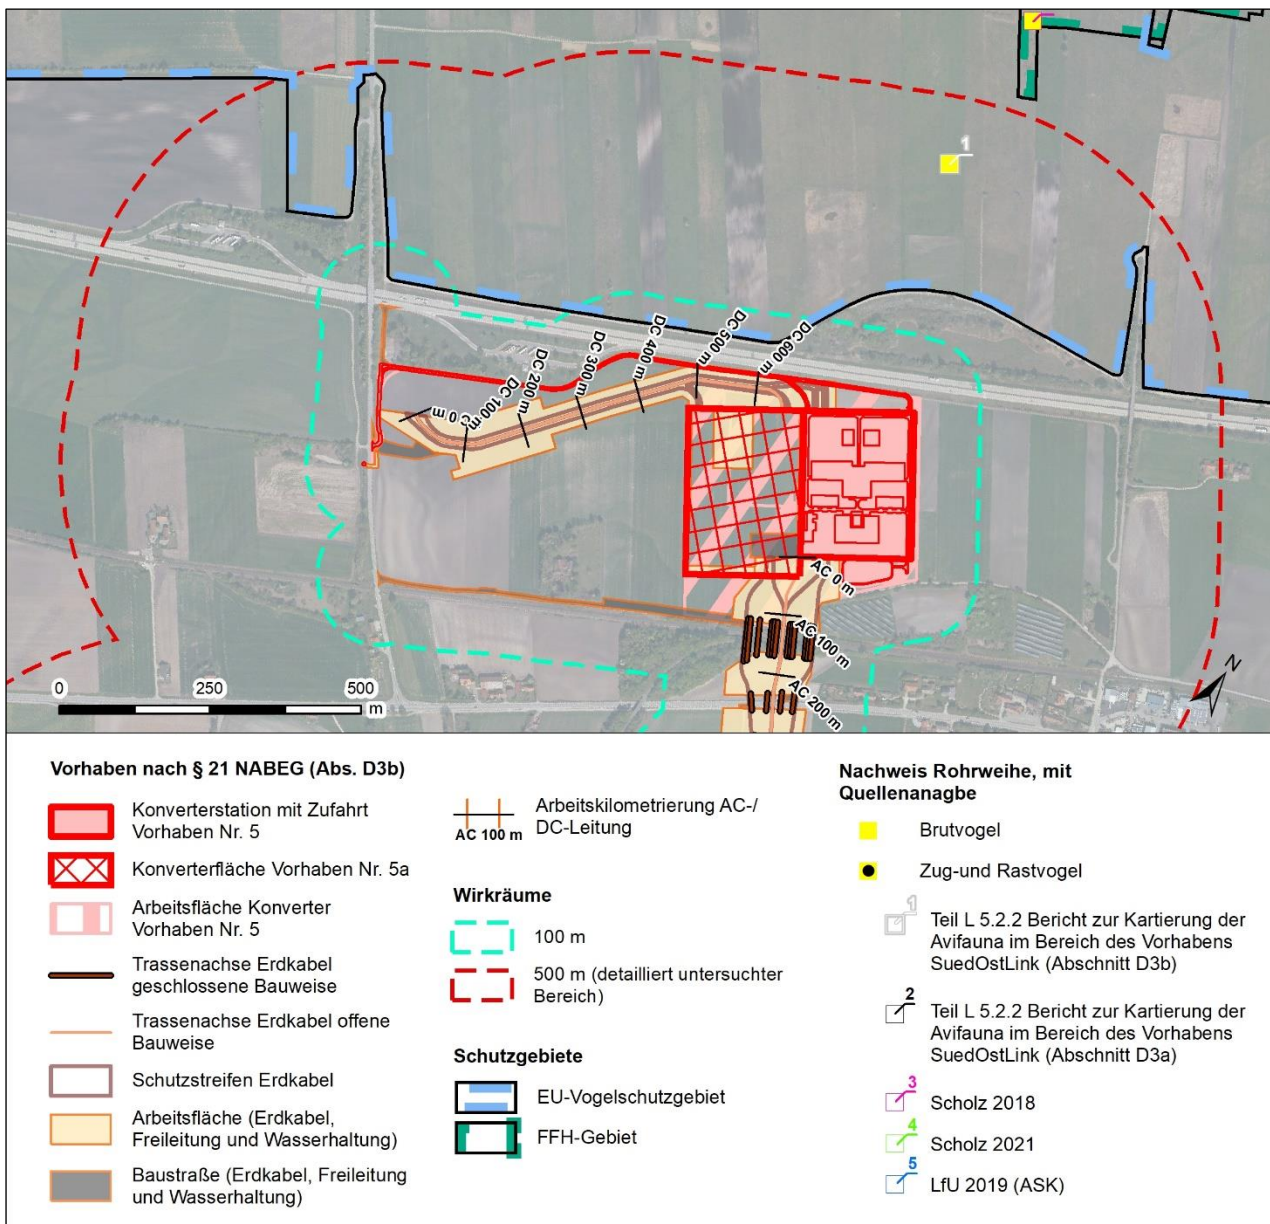 1
DC 600 m
DC 500 m
DC 400 m
DC 300 m
DC 200 m
DC 100 m
0 m
AC 0 m
AC 100 m
AC 200 m
0 250 500
m
N
Vorhaben nach § 21 NABEG (Abs. D3b)
Konverterstation mit Zufahrt
Vorhaben Nr. 5
Konverterfläche Vorhaben Nr. 5a
Arbeitsfläche Konverter
Vorhaben Nr. 5
Trassenachse Erdkabel
geschlossene Bauweise
Trassenachse Erdkabel offene
Bauweise
Schutzstreifen Erdkabel
Arbeitsfläche (Erdkabel,
Freileitung und Wasserhaltung)
Baustraße (Erdkabel, Freileitung
und Wasserhaltung)
AC 100 m
Arbeitskilometrierung AC-/
DC-Leitung
Wirkräume
100 m
500 m (detailliert untersuchter
Bereich)
Schutzgebiete
EU-Vogelschutzgebiet
FFH-Gebiet
Nachweis Rohrweihe, mit
Quellenanagbe
Brutvogel
Zug-und Rastvogel
1
Teil L 5.2.2 Bericht zur Kartierung der
Avifauna im Bereich des Vorhabens
SuedOstLink (Abschnitt D3b)
2
Teil L 5.2.2 Bericht zur Kartierung der
Avifauna im Bereich des Vorhabens
SuedOstLink (Abschnitt D3a)
3
Scholz 2018
4
Scholz 2021
5
LfU 2019 (ASK)